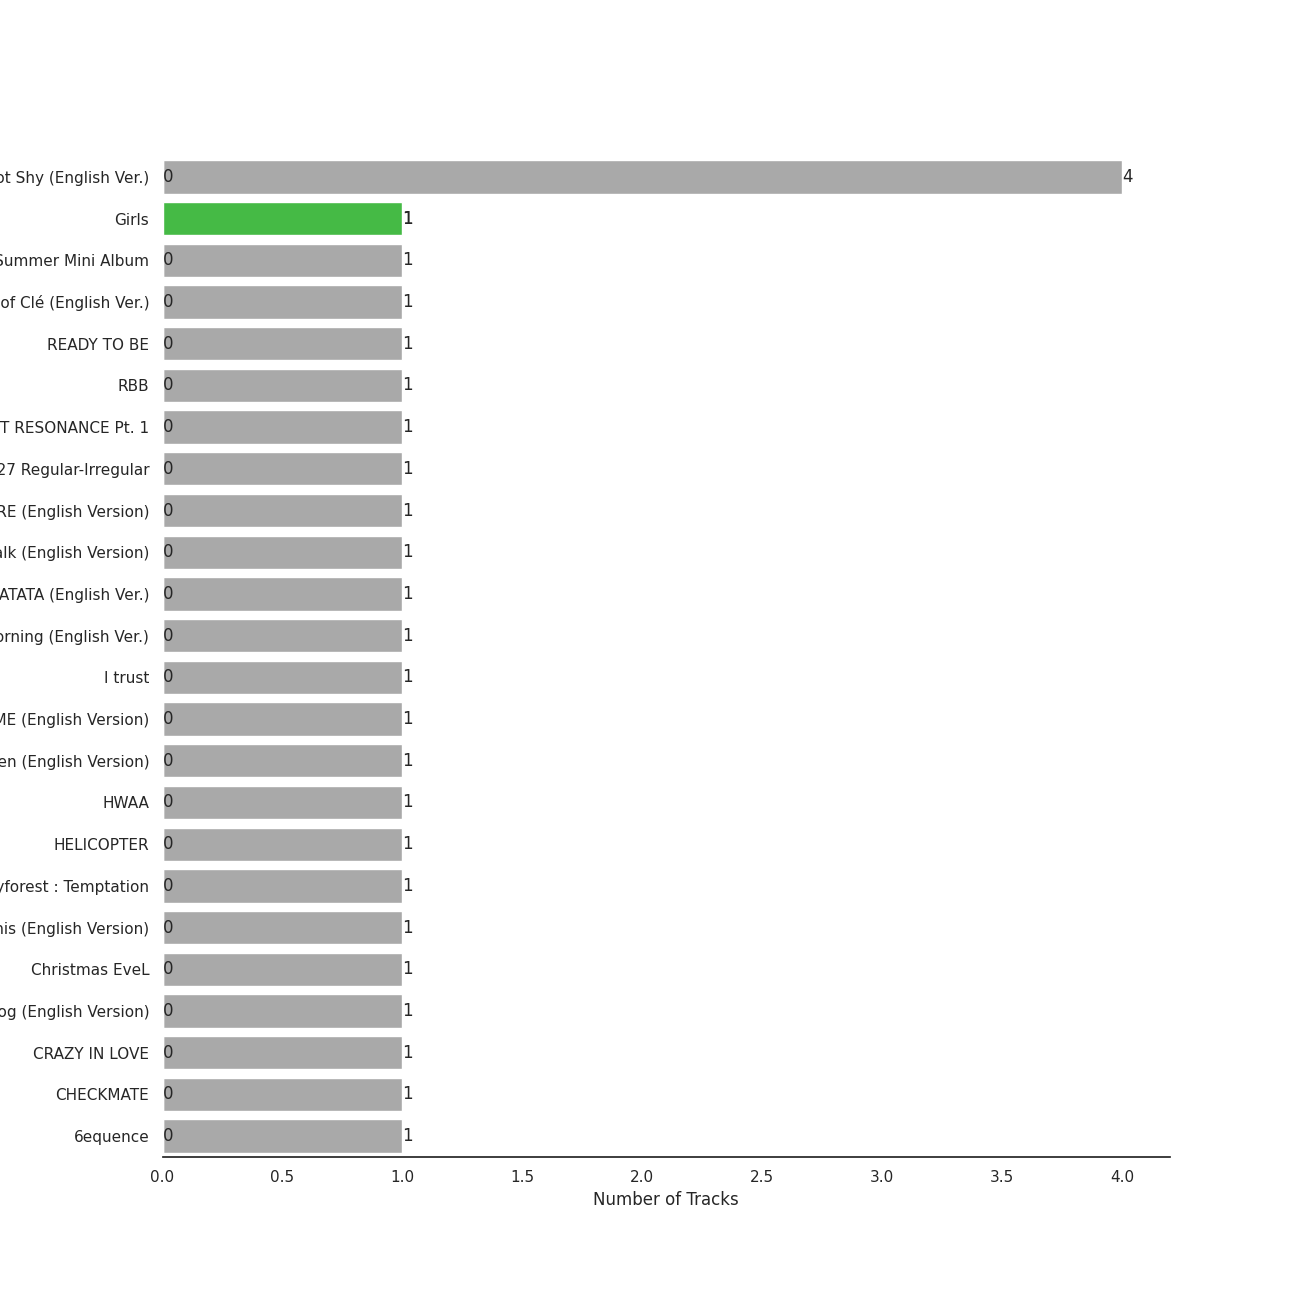 ot Shy (English Ver.) 0 4
Girls 1
Summer Mini Album 0 1
of Clé (English Ver.) 0 1
READY TO BE 0 1
RBB 0 1
T RESONANCE Pt. 1 0 1
27 Regular-Irregular 0 1
RE (English Version) 0 1
alk (English Version) 0 1
ATATA (English Ver.) 0 1
orning (English Ver.) 0 1
I trust 0 1
ME (English Version) 0 1
en (English Version) 0 1
HWAA 0 1
HELICOPTER 0 1
yforest : Temptation 0 1
his (English Version) 0 1
Christmas EveL 0 1
og (English Version) 0 1
CRAZY IN LOVE 0 1
CHECKMATE 0 1
6equence 0 1
0.0 0.5 1.0 1.5 2.0 2.5 3.0 3.5 4.0
Number of Tracks